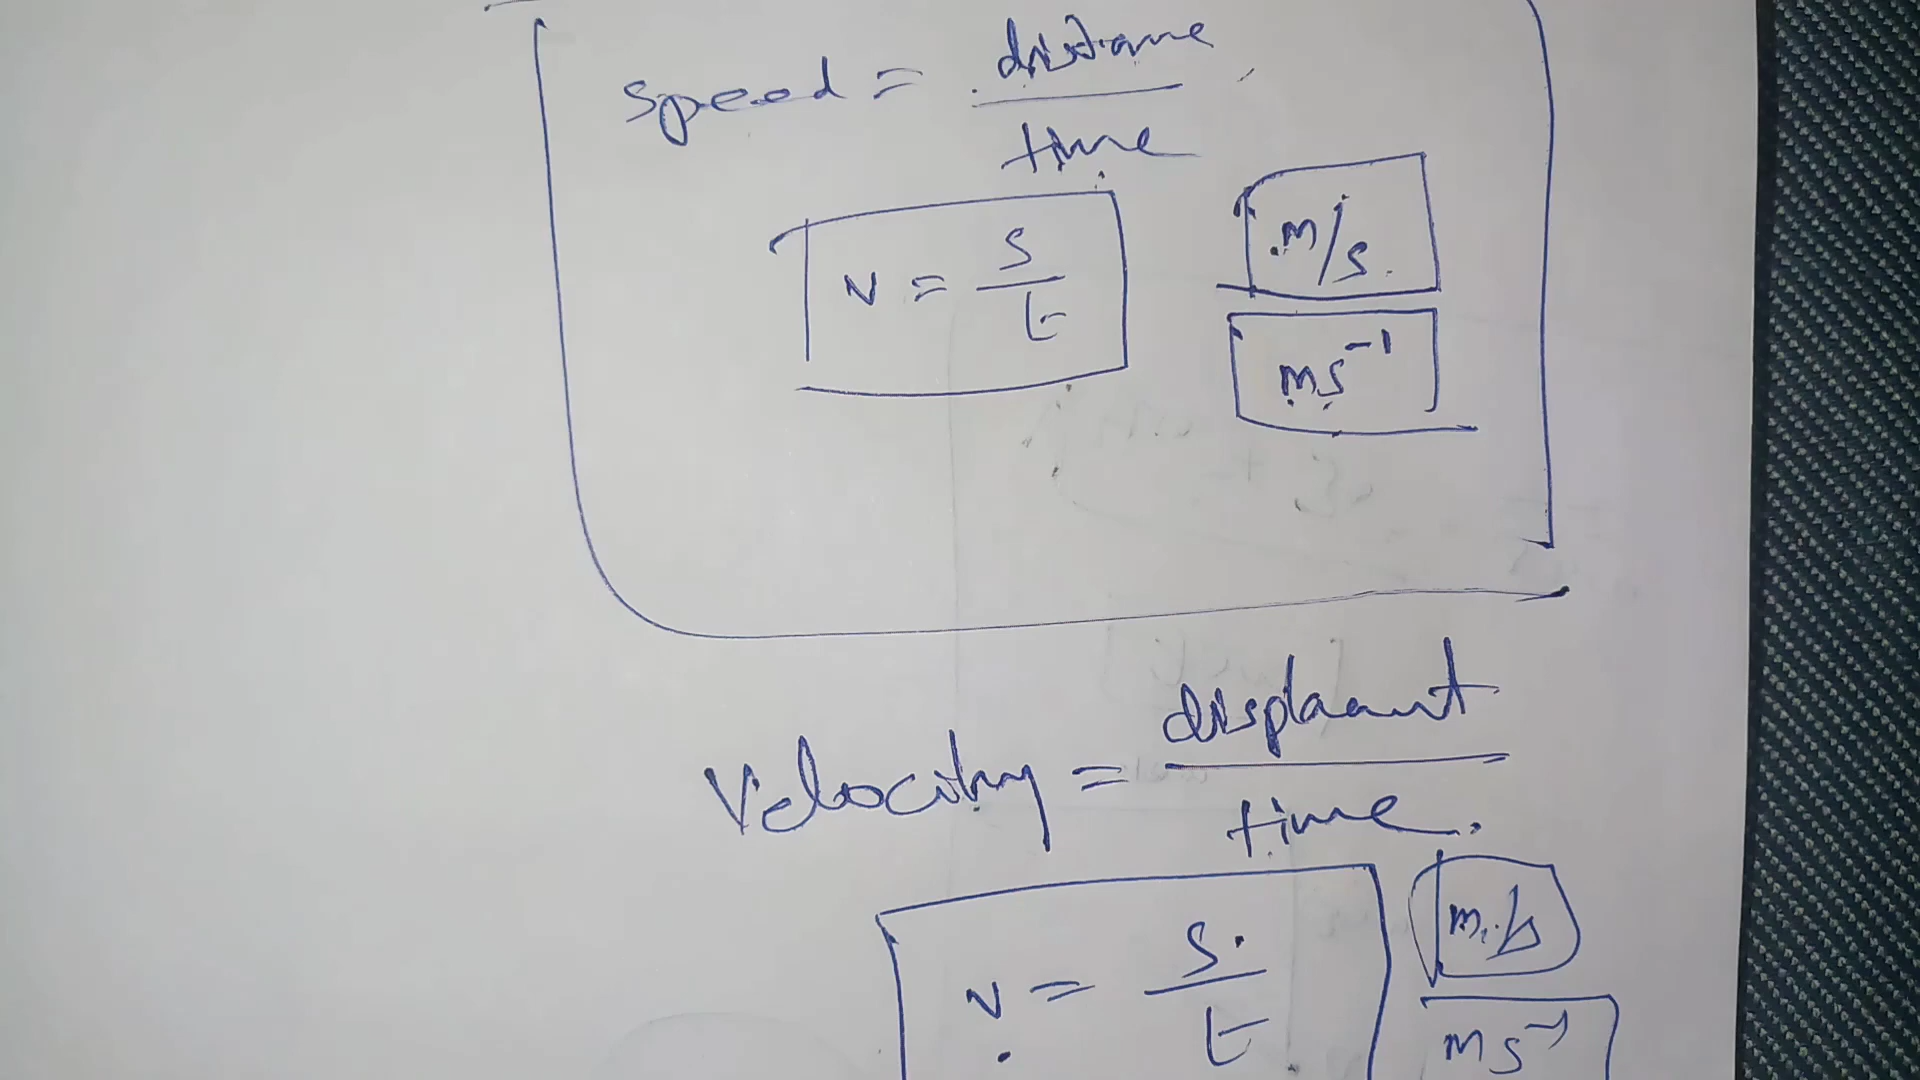 speed = distance / time
v = s / t
m/s
ms⁻¹
Velocity = displacement / time.
v = s / t
m/s
ms⁻¹